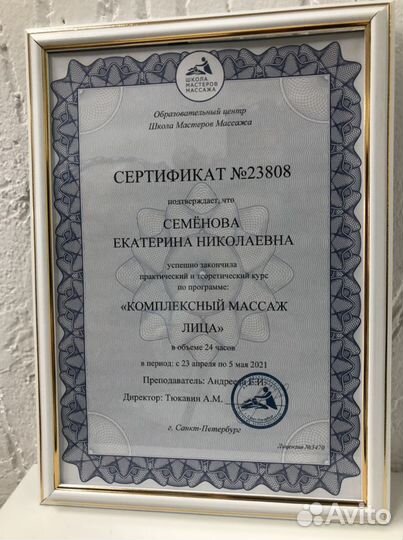 ШКОЛА
МАСТЕРОВ
МАССАЖА
Образовательный центр
Школа Мастеров Массажа
СЕРТИФИКАТ №23808
подтверждает, что
СЕМЁНОВА
ЕКАТЕРИНА НИКОЛАЕВНА
успешно закончила
практический и теоретический курс
по программе:
«КОМПЛЕКСНЫЙ МАССАЖ
ЛИЦА»
в объеме 24 часов
в период: с 23 апреля по 5 мая 2021
Преподаватель: Андреева Е.И.
Директор: Тюкавин А.М.
г. Санкт-Петербург
Лицензия №3470
Avito